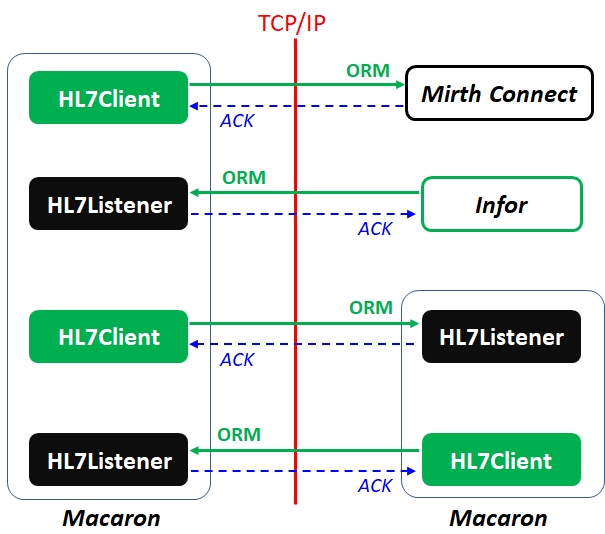 TCP/IP
HL7Client
ORM
ACK
Mirth Connect
HL7Listener
ORM
ACK
Infor
HL7Client
ORM
ACK
HL7Listener
HL7Listener
ORM
ACK
HL7Client
Macaron
Macaron